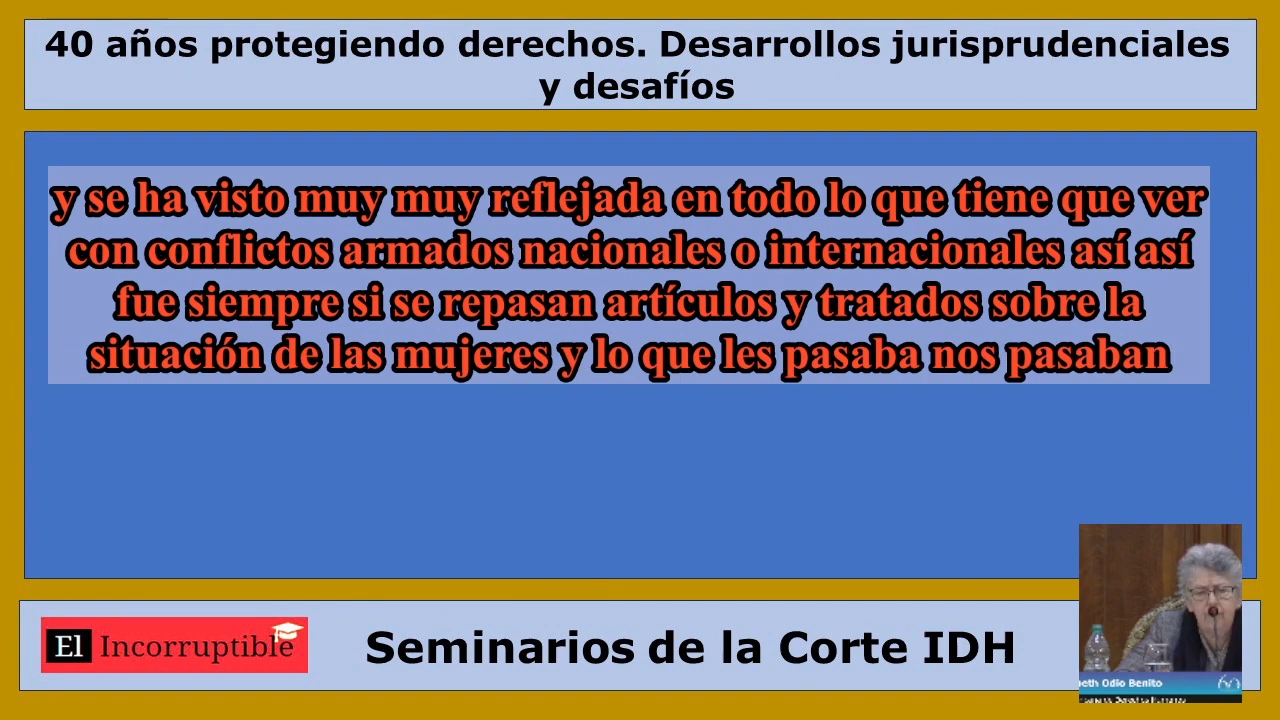 40 años protegiendo derechos. Desarrollos jurisprudenciales
y desafíos
y se ha visto muy muy reflejada en todo lo que tiene que ver
con conflictos armados nacionales o internacionales así así
fue siempre si se repasan artículos y tratados sobre la
situación de las mujeres y lo que les pasaba nos pasaban
El Incorruptible
Seminarios de la Corte IDH
beth Odio Benito